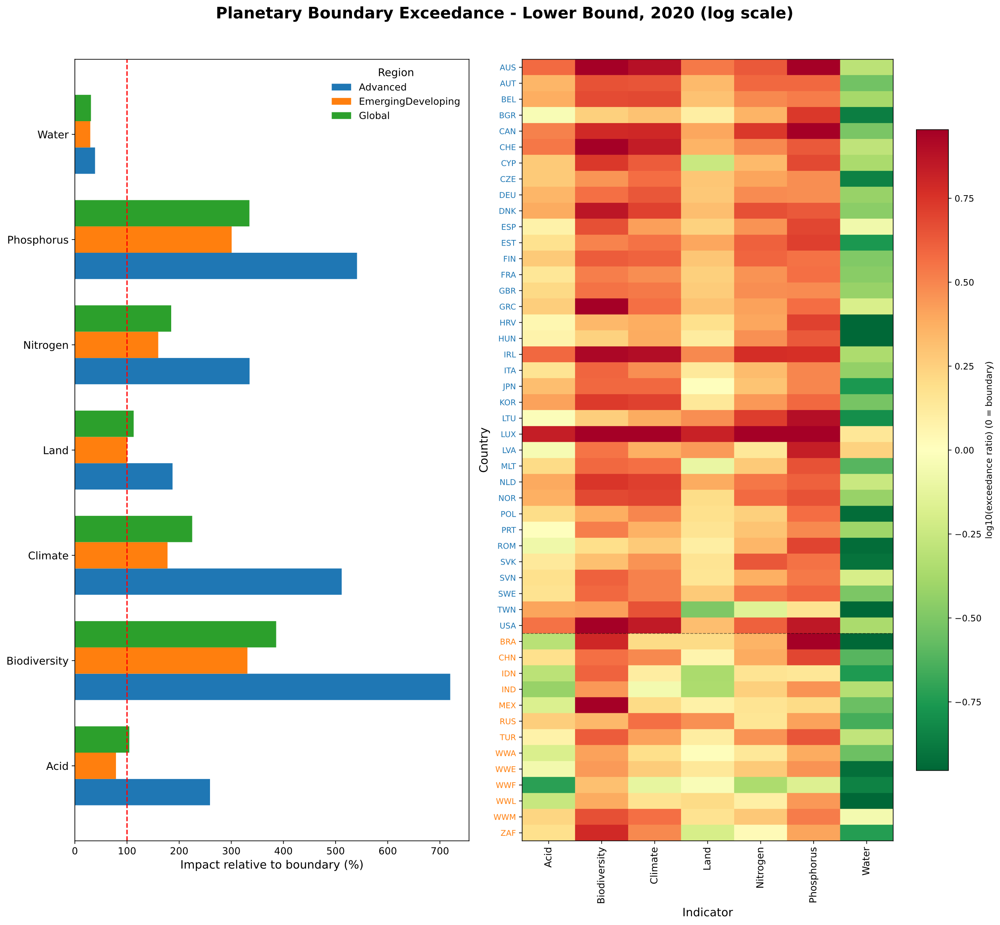 Planetary Boundary Exceedance - Lower Bound, 2020 (log scale)
Region
Advanced
EmergingDeveloping
Global
Water
Phosphorus
Nitrogen
Land
Climate
Biodiversity
Acid
0 100 200 300 400 500 600 700
Impact relative to boundary (%)
Country
AUS
AUT
BEL
BGR
CAN
CHE
CYP
CZE
DEU
DNK
ESP
EST
FIN
FRA
GBR
GRC
HRV
HUN
IRL
ITA
JPN
KOR
LTU
LUX
LVA
MLT
NLD
NOR
POL
PRT
ROM
SVK
SVN
SWE
TWN
USA
BRA
CHN
IDN
IND
MEX
RUS
TUR
WWA
WWE
WWF
WWL
WWM
ZAF
Acid
Biodiversity
Climate
Land
Nitrogen
Phosphorus
Water
Indicator
0.75
0.50
0.25
0.00
−0.25
−0.50
−0.75
log10(exceedance ratio) (0 = boundary)